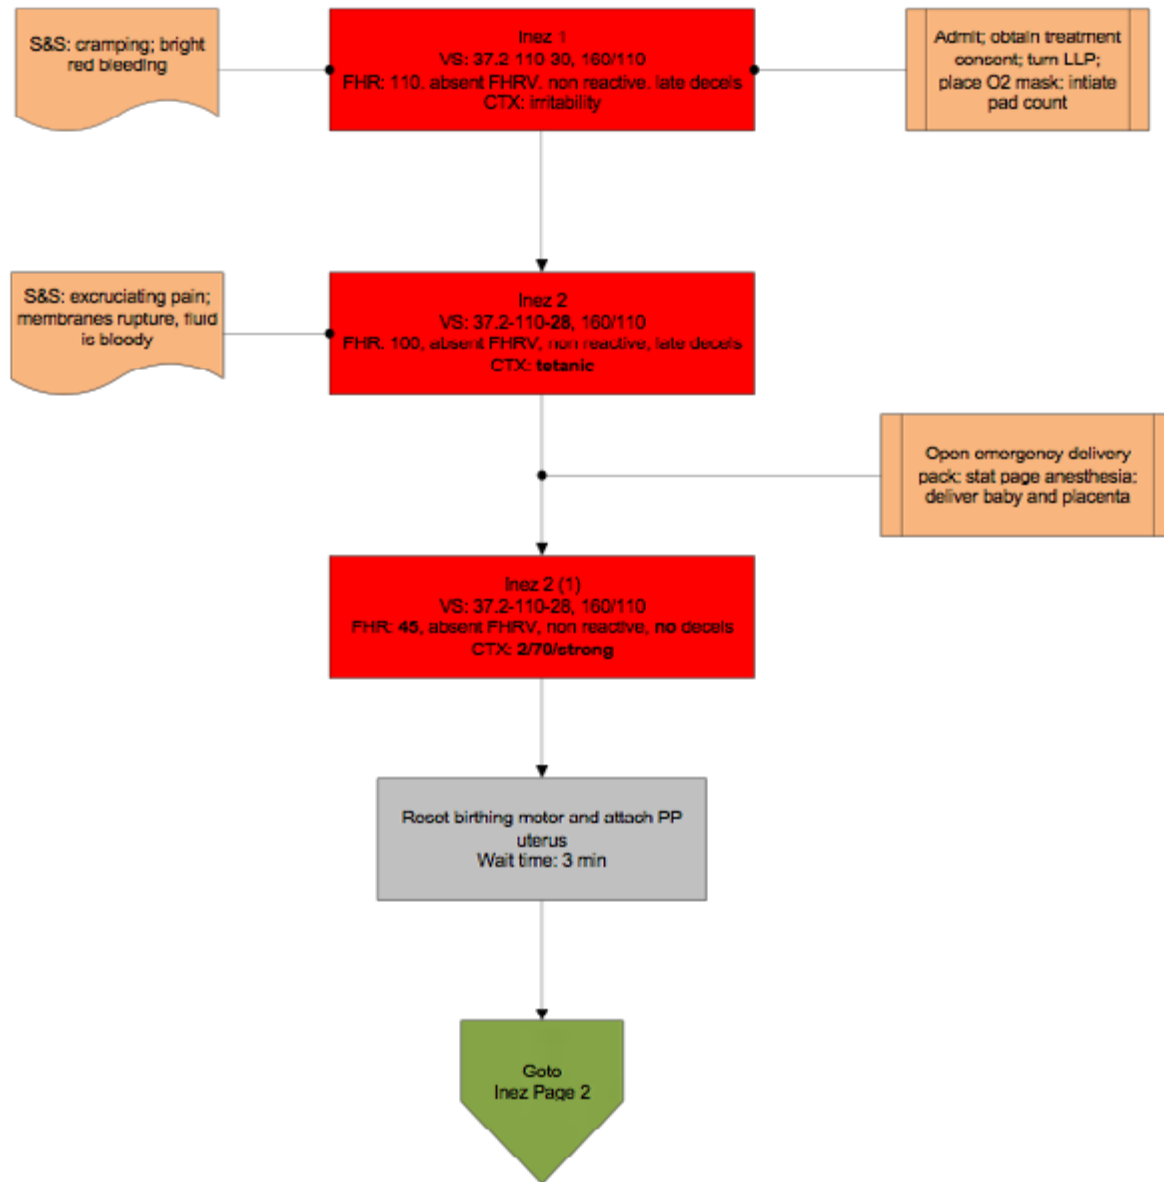 S&S: cramping; bright
red bleeding
Inez 1
VS: 37.2-110-30, 160/110
FHR: 110, absent FHRV, non reactive, late decels
CTX: irritability
Admit; obtain treatment
consent; turn LLP;
place O2 mask; intiate
pad count
S&S: excruciating pain;
membranes rupture, fluid
is bloody
Inez 2
VS: 37.2-110-28, 160/110
FHR: 100, absent FHRV, non reactive, late decels
CTX: tetanic
Open emergency delivery
pack; stat page anesthesia;
deliver baby and placenta
Inez 2 (1)
VS: 37.2-110-28, 160/110
FHR: 45, absent FHRV, non reactive, no decels
CTX: 2/70/strong
Reset birthing motor and attach PP
uterus
Wait time: 3 min
Goto
Inez Page 2